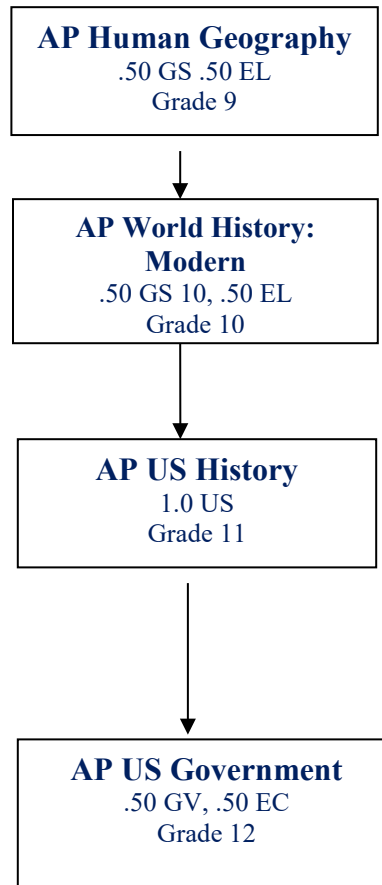 AP Human Geography
.50 GS .50 EL
Grade 9
AP World History:
Modern
.50 GS 10, .50 EL
Grade 10
AP US History
1.0 US
Grade 11
AP US Government
.50 GV, .50 EC
Grade 12